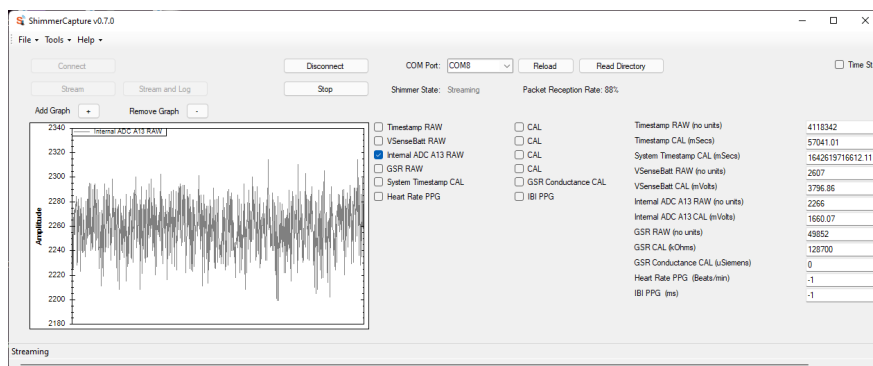 ShimmerCapture v0.7.0
File Tools Help
Connect Disconnect COM Port: COM8 Reload Read Directory Time St
Stream Stream and Log Stop Shimmer State: Streaming Packet Reception Rate: 88%
Add Graph + Remove Graph -
Internal ADC A13 RAW
Amplitude
2340
2320
2300
2280
2260
2240
2220
2200
2180
Timestamp RAW CAL
VSenseBatt RAW CAL
Internal ADC A13 RAW CAL
GSR RAW CAL
System Timestamp CAL GSR Conductance CAL
Heart Rate PPG IBI PPG
Timestamp RAW (no units) 4118342
Timestamp CAL (mSecs) 57041.01
System Timestamp CAL (mSecs) 1642619716612.11
VSenseBatt RAW (no units) 2607
VSenseBatt CAL (mVolts) 3796.86
Internal ADC A13 RAW (no units) 2266
Internal ADC A13 CAL (mVolts) 1660.07
GSR RAW (no units) 49852
GSR CAL (kOhms) 128700
GSR Conductance CAL (uSiemens) 0
Heart Rate PPG (Beats/min) -1
IBI PPG (ms) -1
Streaming